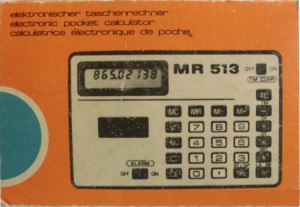 elektronischer taschenrechner
electronic pocket calculator
calculatrice électronique de poche
865.02138
MR 513
OFF ON
TM COMP.
MC MR M- M+
7 8 9
4 5 6
C 1 2 3
ALARM
OFF ON
0